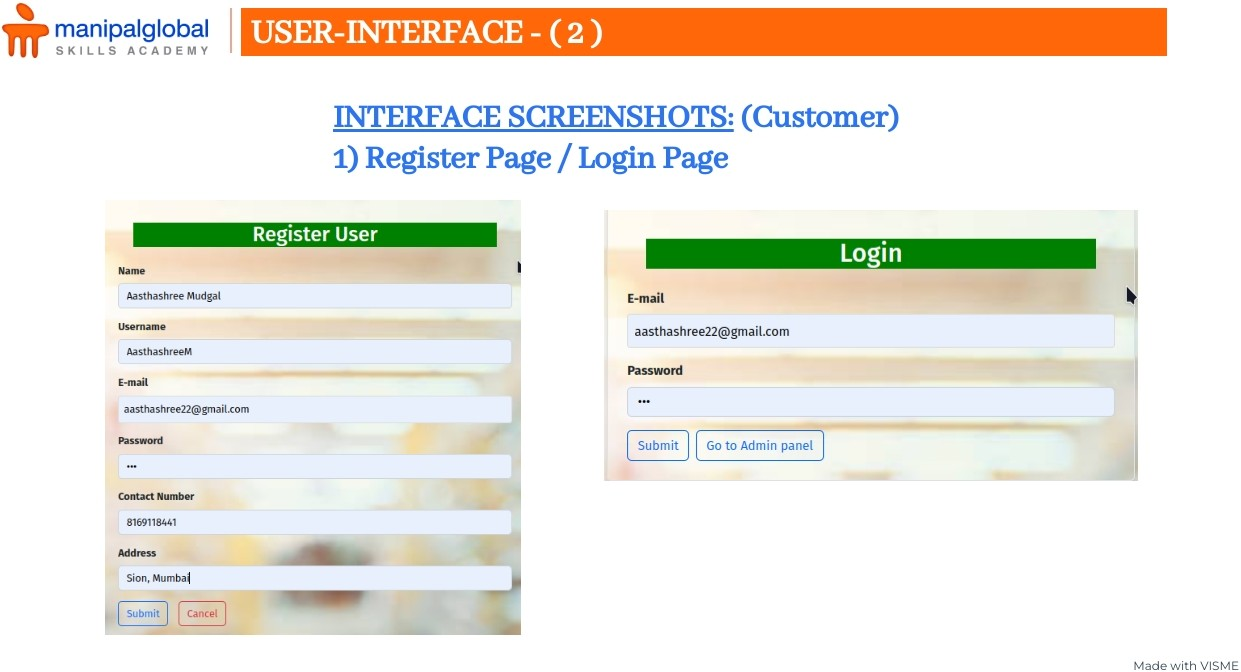 manipalglobal
SKILLS ACADEMY
USER-INTERFACE - ( 2 )
INTERFACE SCREENSHOTS: (Customer)
1) Register Page / Login Page
Register User
Name
Aasthashree Mudgal
Username
AasthashreeM
E-mail
aasthashree22@gmail.com
Password
•••
Contact Number
8169118441
Address
Sion, Mumbai
Submit Cancel
Login
E-mail
aasthashree22@gmail.com
Password
•••
Submit Go to Admin panel
Made with VISME